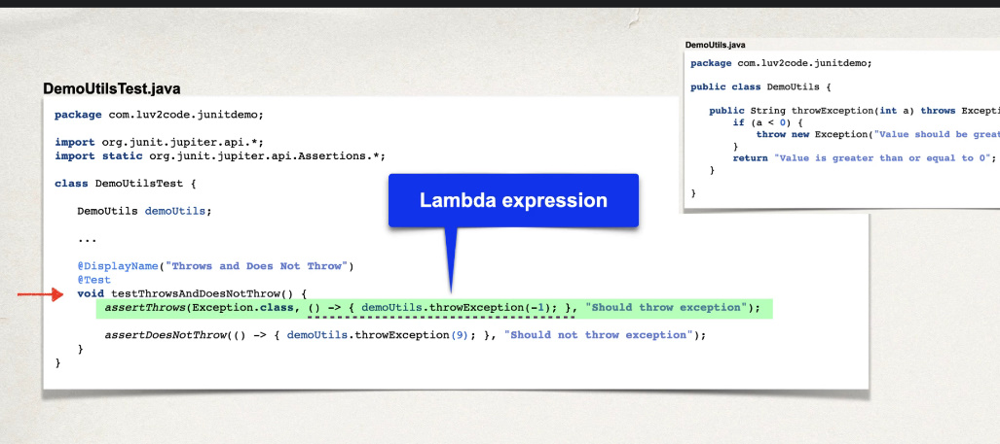 DemoUtilsTest.java
package com.luv2code.junitdemo;
import org.junit.jupiter.api.*;
import static org.junit.jupiter.api.Assertions.*;
class DemoUtilsTest {
DemoUtils demoUtils;
...
@DisplayName("Throws and Does Not Throw")
@Test
void testThrowsAndDoesNotThrow() {
assertThrows(Exception.class, () -> { demoUtils.throwException(-1); }, "Should throw exception");
assertDoesNotThrow(() -> { demoUtils.throwException(9); }, "Should not throw exception");
}
}
Lambda expression
DemoUtils.java
package com.luv2code.junitdemo;
public class DemoUtils {
public String throwException(int a) throws Excepti
if (a < 0) {
throw new Exception("Value should be great
}
return "Value is greater than or equal to 0";
}
}